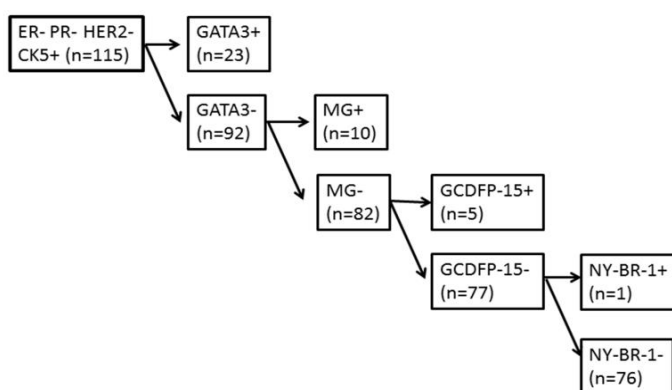 ER- PR- HER2-
CK5+ (n=115)
GATA3+
(n=23)
GATA3-
(n=92)
MG+
(n=10)
MG-
(n=82)
GCDFP-15+
(n=5)
GCDFP-15-
(n=77)
NY-BR-1+
(n=1)
NY-BR-1-
(n=76)